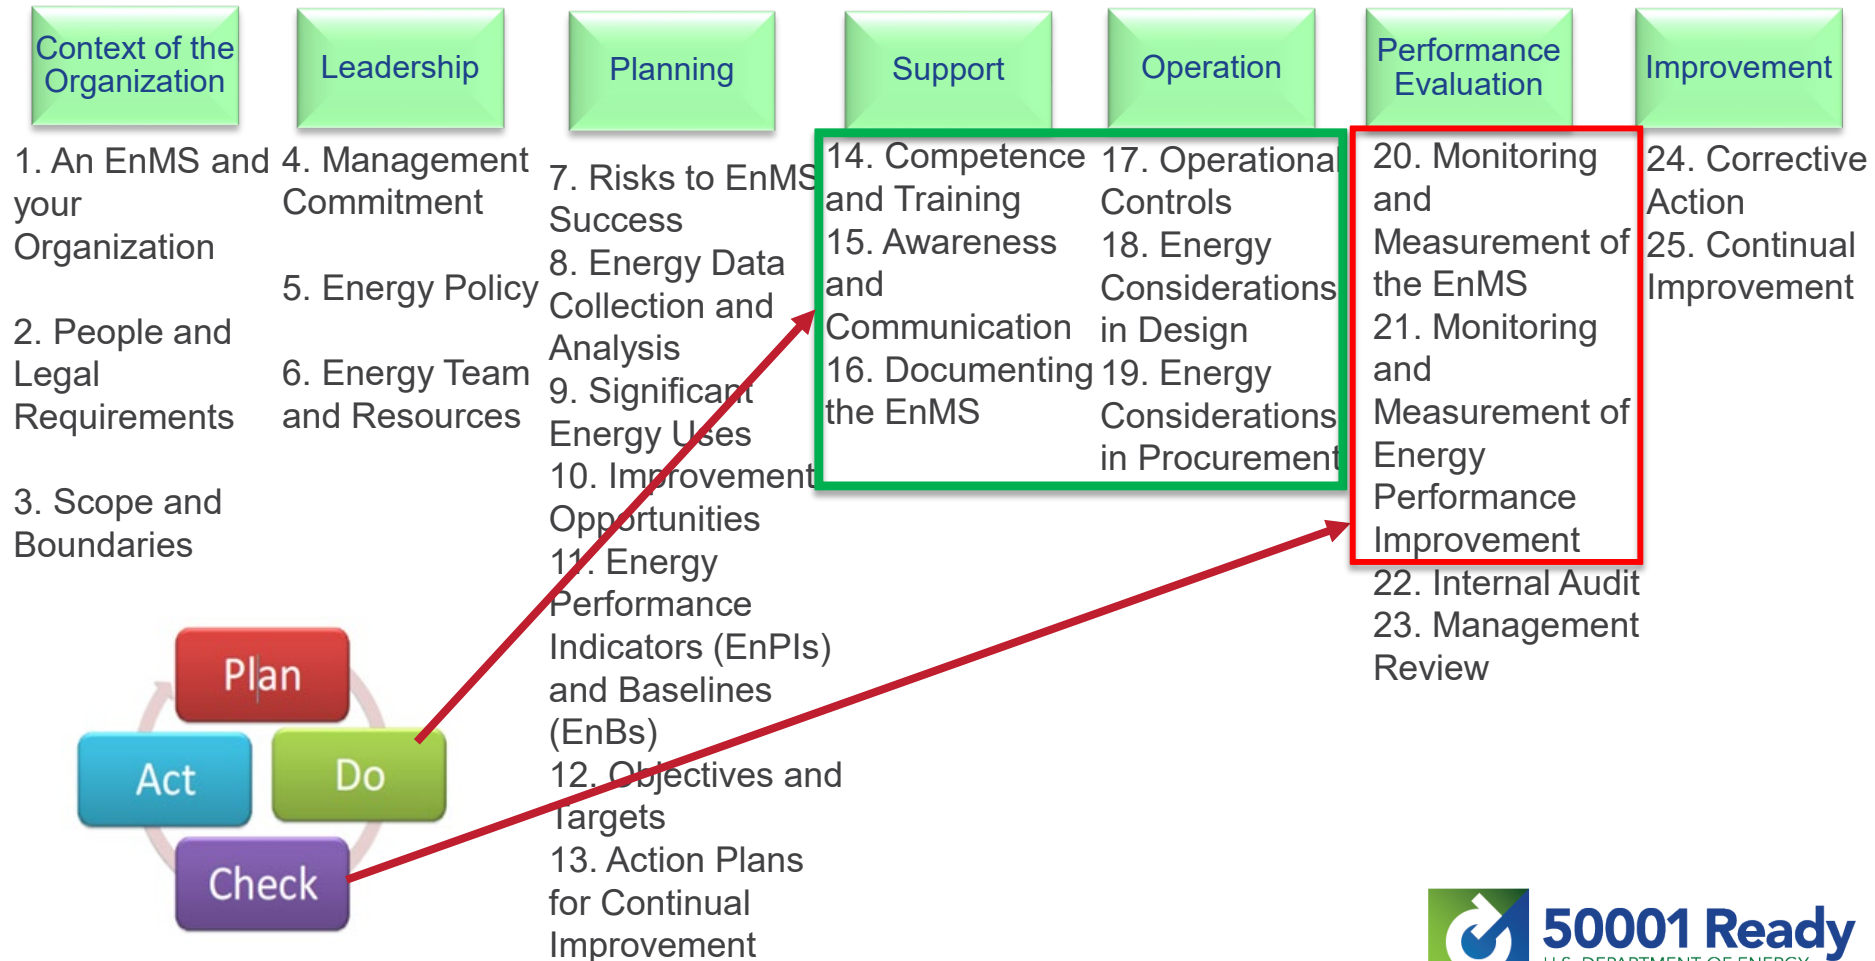 Context of the
Organization
Leadership
Planning
Support
Operation
Performance
Evaluation
Improvement
1. An EnMS and
your
Organization
2. People and
Legal
Requirements
3. Scope and
Boundaries
4. Management
Commitment
5. Energy Policy
6. Energy Team
and Resources
7. Risks to EnMS
Success
8. Energy Data
Collection and
Analysis
9. Significant
Energy Uses
10. Improvement
Opportunities
11. Energy
Performance
Indicators (EnPIs)
and Baselines
(EnBs)
12. Objectives and
Targets
13. Action Plans
for Continual
Improvement
14. Competence
and Training
15. Awareness
and
Communication
16. Documenting
the EnMS
17. Operational
Controls
18. Energy
Considerations
in Design
19. Energy
Considerations
in Procurement
20. Monitoring
and
Measurement of
the EnMS
21. Monitoring
and
Measurement of
Energy
Performance
Improvement
22. Internal Audit
23. Management
Review
24. Corrective
Action
25. Continual
Improvement
Plan
Do
Check
Act
50001 Ready
U.S. DEPARTMENT OF ENERGY